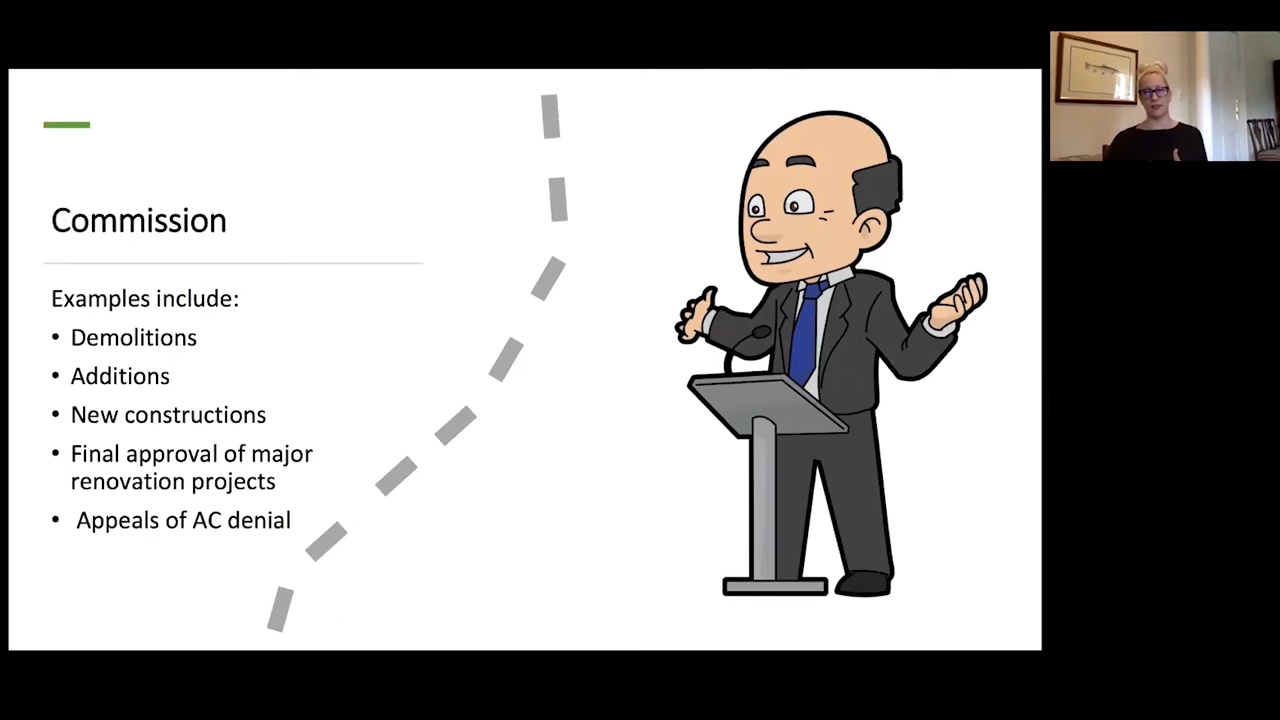 Commission
Examples include:
• Demolitions
• Additions
• New constructions
• Final approval of major
renovation projects
• Appeals of AC denial